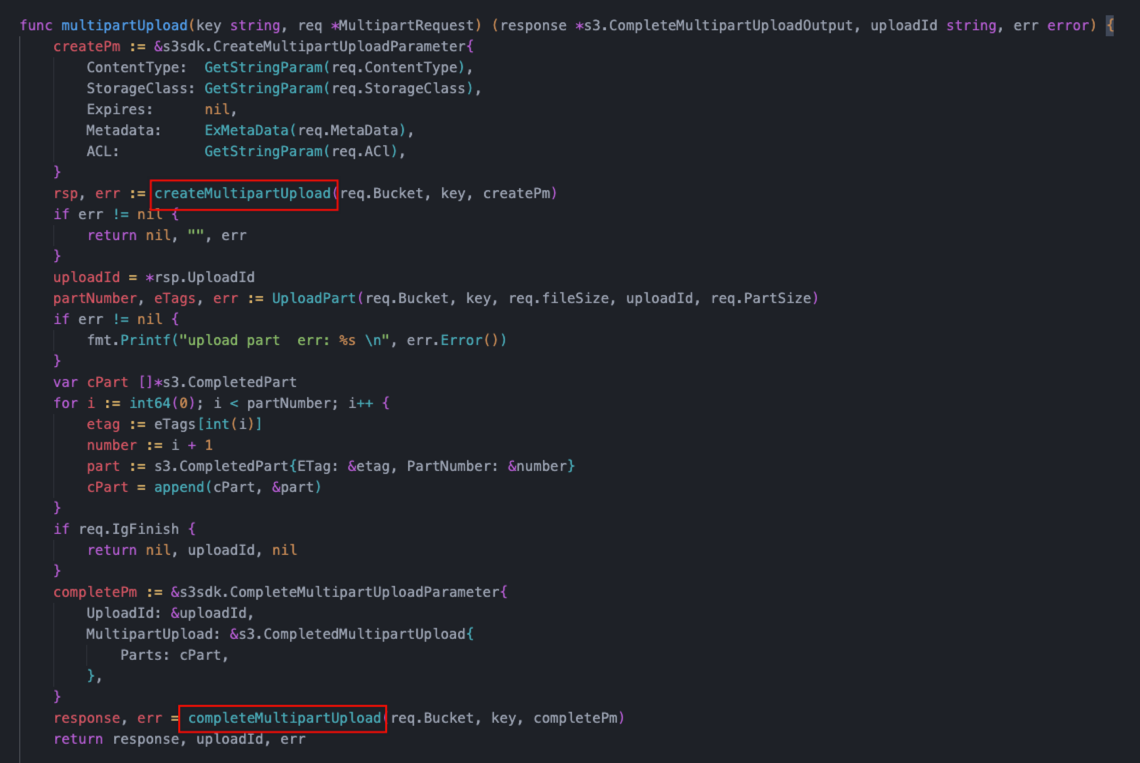 func multipartUpload(key string, req *MultipartRequest) (response *s3.CompleteMultipartUploadOutput, uploadId string, err error) {
    createPm := &s3sdk.CreateMultipartUploadParameter{
        ContentType:  GetStringParam(req.ContentType),
        StorageClass: GetStringParam(req.StorageClass),
        Expires:      nil,
        Metadata:     ExMetaData(req.MetaData),
        ACL:          GetStringParam(req.ACl),
    }
    rsp, err := createMultipartUpload(req.Bucket, key, createPm)
    if err != nil {
        return nil, "", err
    }
    uploadId = *rsp.UploadId
    partNumber, eTags, err := UploadPart(req.Bucket, key, req.fileSize, uploadId, req.PartSize)
    if err != nil {
        fmt.Printf("upload part  err: %s \n", err.Error())
    }
    var cPart []*s3.CompletedPart
    for i := int64(0); i < partNumber; i++ {
        etag := eTags[int(i)]
        number := i + 1
        part := s3.CompletedPart{ETag: &etag, PartNumber: &number}
        cPart = append(cPart, &part)
    }
    if req.IgFinish {
        return nil, uploadId, nil
    }
    completePm := &s3sdk.CompleteMultipartUploadParameter{
        UploadId: &uploadId,
        MultipartUpload: &s3.CompletedMultipartUpload{
            Parts: cPart,
        },
    }
    response, err = completeMultipartUpload(req.Bucket, key, completePm)
    return response, uploadId, err